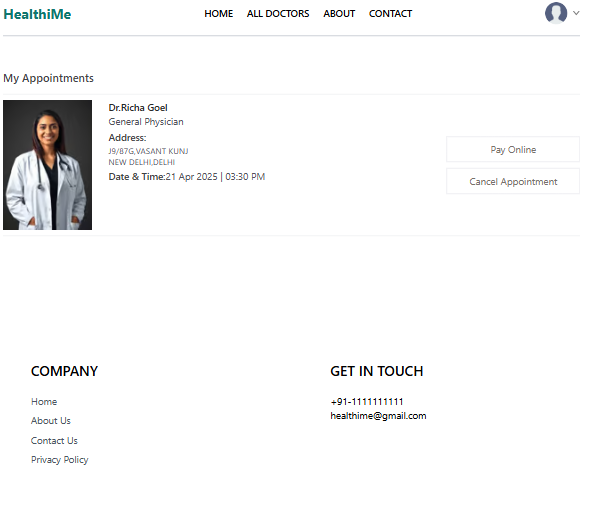 HealthiMe
HOME ALL DOCTORS ABOUT CONTACT
My Appointments
Dr.Richa Goel
General Physician
Address:
J9/87G,VASANT KUNJ
NEW DELHI,DELHI
Date & Time:21 Apr 2025 | 03:30 PM
Pay Online
Cancel Appointment
COMPANY
Home
About Us
Contact Us
Privacy Policy
GET IN TOUCH
+91-1111111111
healthime@gmail.com